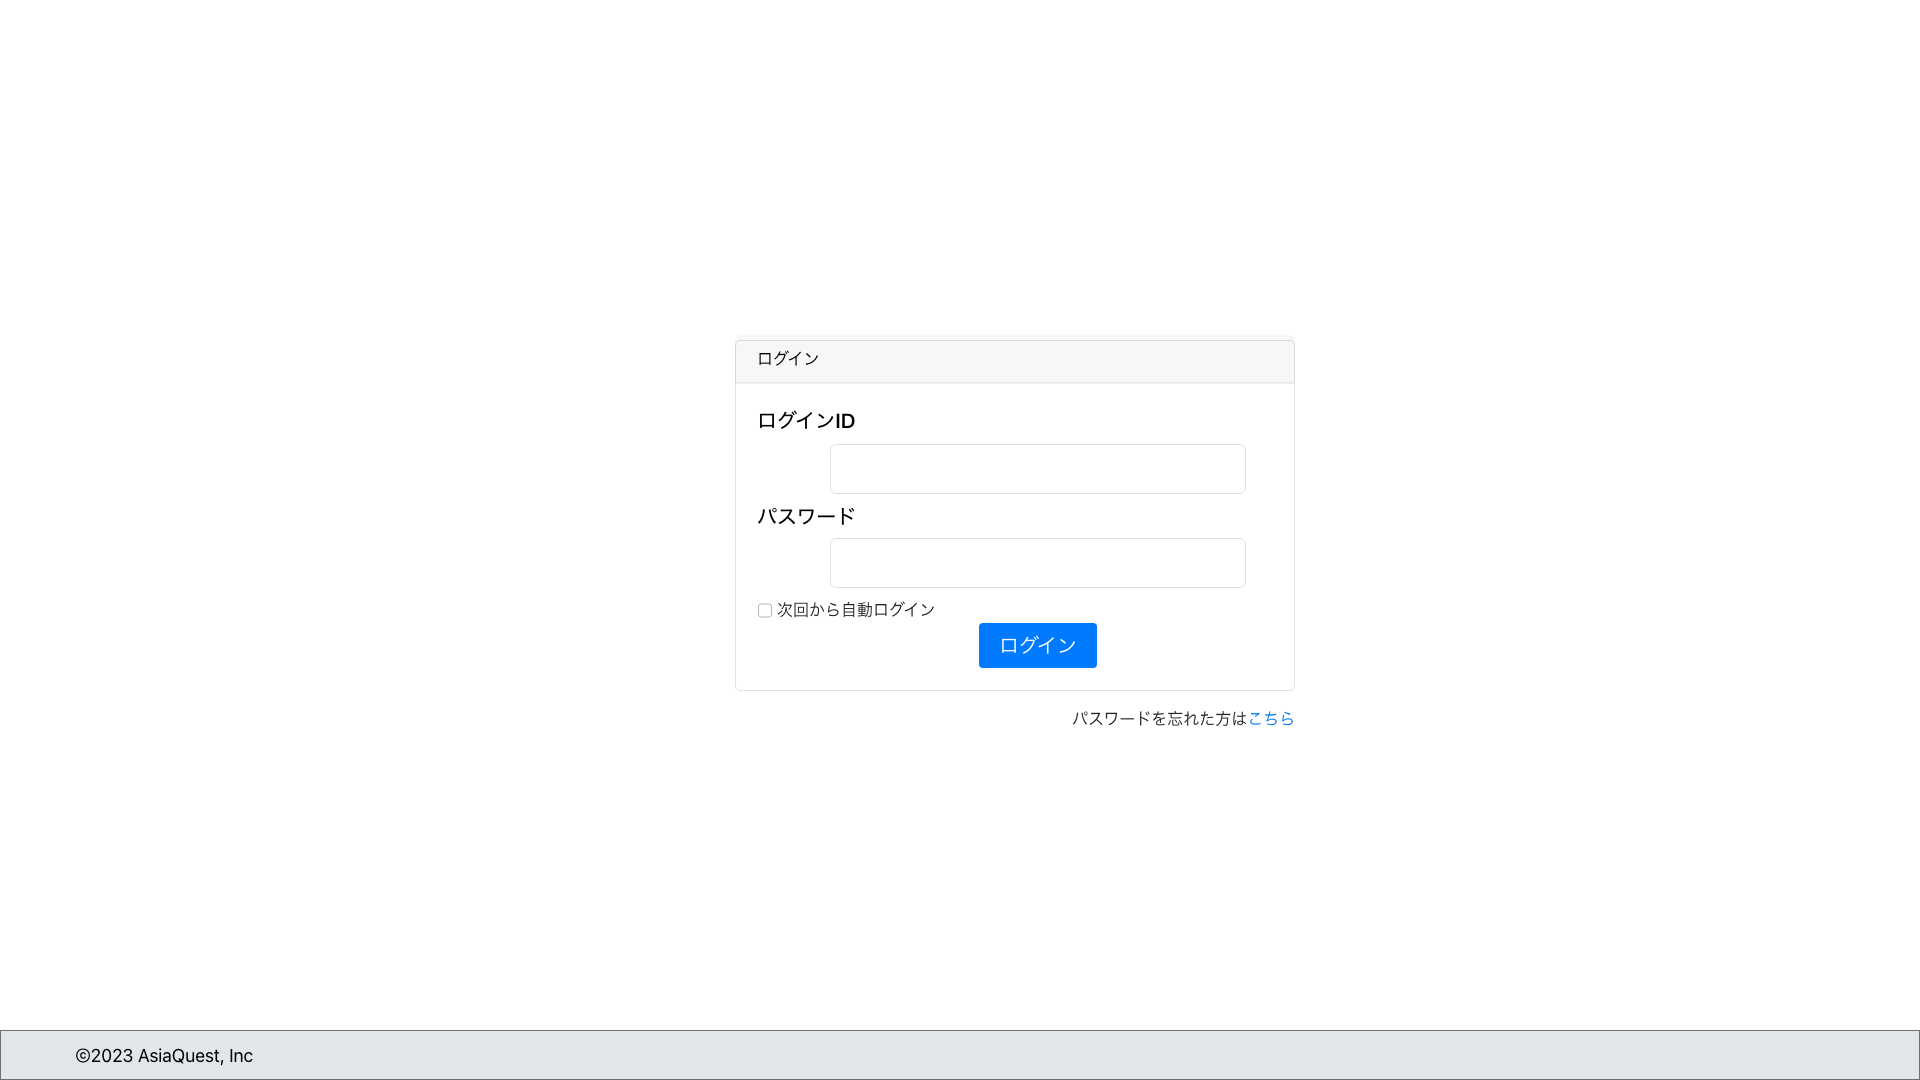 ログイン
ログインID
パスワード
次回から自動ログイン
ログイン
パスワードを忘れた方はこちら
©2023 AsiaQuest, Inc